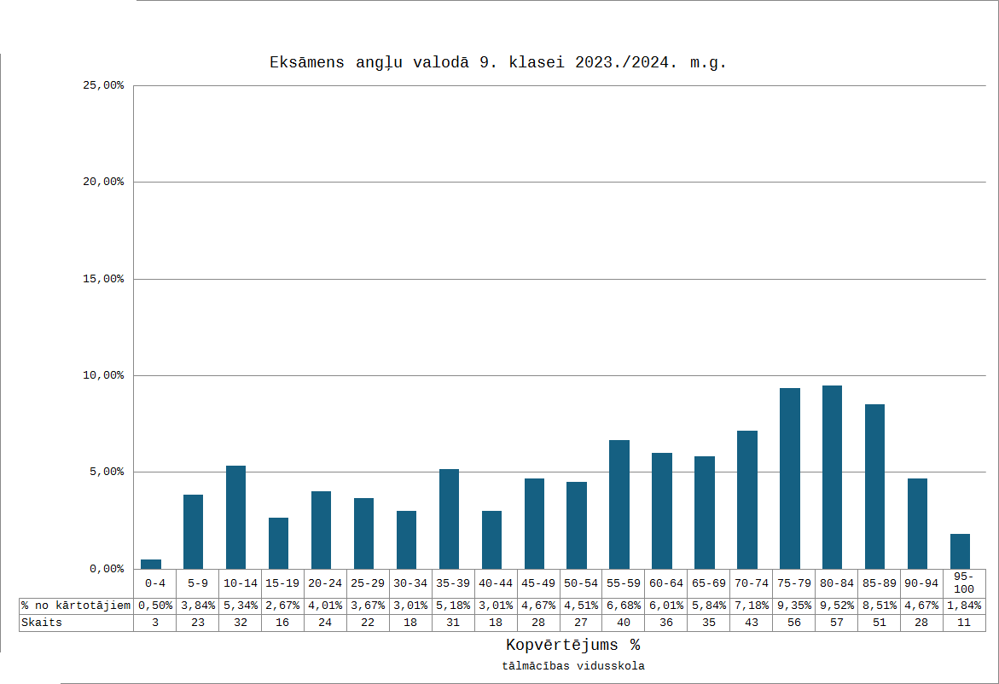 Eksāmens angļu valodā 9. klasei 2023./2024. m.g.
25,00%
20,00%
15,00%
10,00%
5,00%
0,00%
0-4 5-9 10-14 15-19 20-24 25-29 30-34 35-39 40-44 45-49 50-54 55-59 60-64 65-69 70-74 75-79 80-84 85-89 90-94 95-
100
% no kārtotājiem 0,50% 3,84% 5,34% 2,67% 4,01% 3,67% 3,01% 5,18% 3,01% 4,67% 4,51% 6,68% 6,01% 5,84% 7,18% 9,35% 9,52% 8,51% 4,67% 1,84%
Skaits 3 23 32 16 24 22 18 31 18 28 27 40 36 35 43 56 57 51 28 11
Kopvērtējums %
tālmācības vidusskola